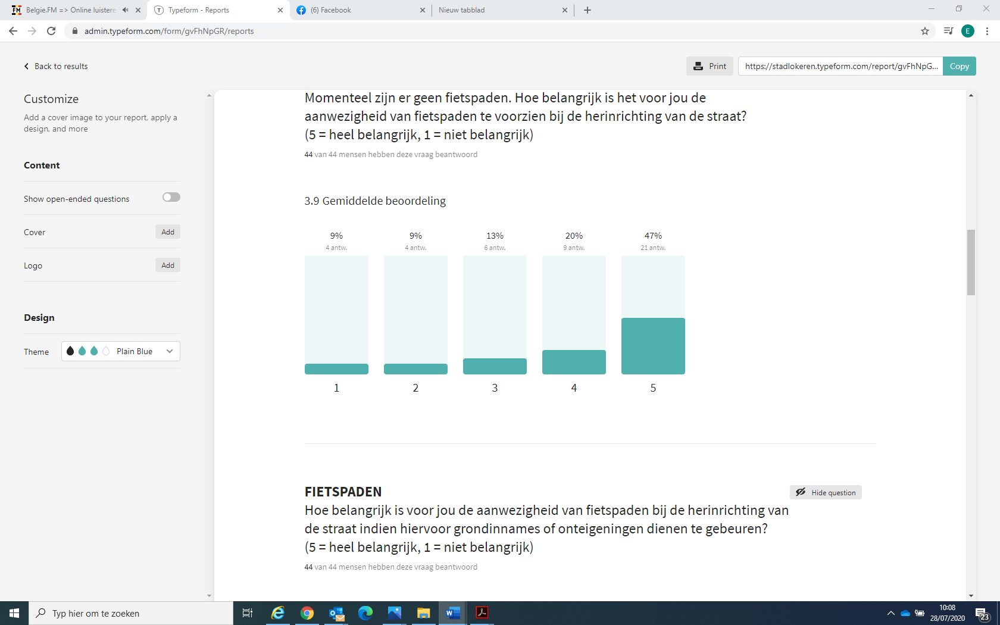 FM Belgie.FM => Online luistere
T Typeform - Reports
(6) Facebook
Nieuw tabblad
admin.typeform.com/form/gvFhNpGR/reports
E
Back to results
Print
https://stadlokeren.typeform.com/report/gvFhNpG...
Copy
Customize
Add a cover image to your report, apply a
design, and more
Content
Show open-ended questions
Cover
Add
Logo
Add
Design
Theme
Plain Blue
Momenteel zijn er geen fietspaden. Hoe belangrijk is het voor jou de
aanwezigheid van fietspaden te voorzien bij de herinrichting van de straat?
(5 = heel belangrijk, 1 = niet belangrijk)
44 van 44 mensen hebben deze vraag beantwoord
3.9 Gemiddelde beoordeling
9% 9% 13% 20% 47%
4 antw. 4 antw. 6 antw. 9 antw. 21 antw.
1 2 3 4 5
FIETSPADEN
Hide question
Hoe belangrijk is voor jou de aanwezigheid van fietspaden bij de herinrichting van
de straat indien hiervoor grondinnames of onteigeningen dienen te gebeuren?
(5 = heel belangrijk, 1 = niet belangrijk)
44 van 44 mensen hebben deze vraag beantwoord
Typ hier om te zoeken
10:08
28/07/2020
23